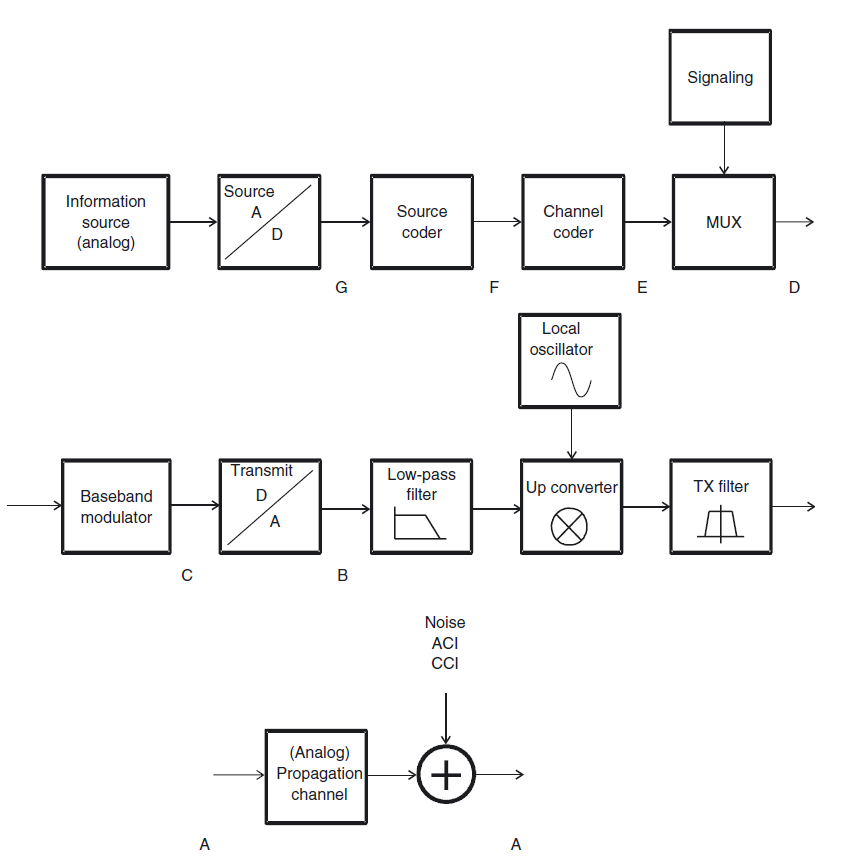 Signaling
Information
source
(analog)
Source
A
D
Source
coder
Channel
coder
MUX
G
F
E
D
Local
oscillator
Baseband
modulator
Transmit
D
A
Low-pass
filter
Up converter
TX filter
C
B
Noise
ACI
CCI
(Analog)
Propagation
channel
A
A